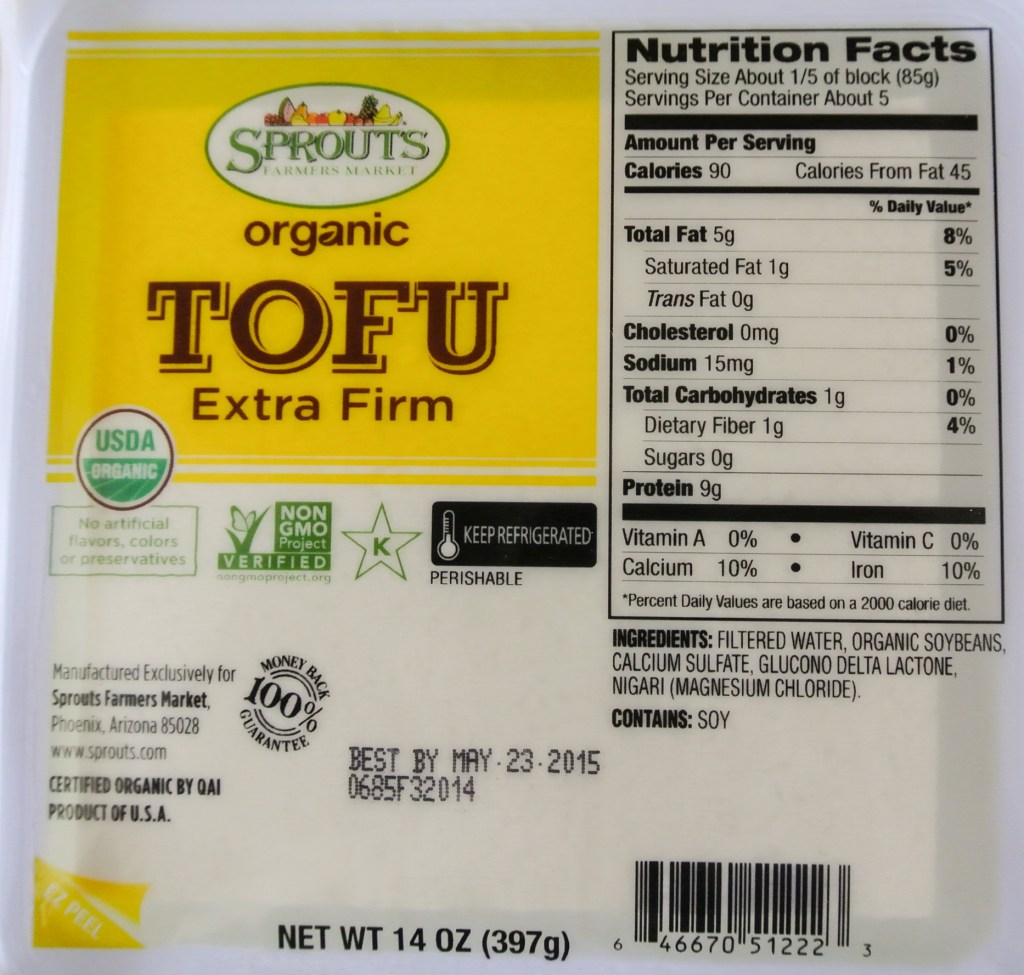 SPROUTS
FARMERS MARKET
organic
TOFU
Extra Firm
USDA
ORGANIC
No artificial
flavors, colors
or preservatives
NON
GMO
Project
VERIFIED
nongmoproject.org
K
KEEP REFRIGERATED
PERISHABLE
Manufactured Exclusively for
Sprouts Farmers Market,
Phoenix, Arizona 85028
www.sprouts.com
CERTIFIED ORGANIC BY QAI
PRODUCT OF U.S.A.
MONEY BACK
100%
GUARANTEE
BEST BY MAY-23-2015
0685F32014
EZ PEEL
NET WT 14 OZ (397g)
Nutrition Facts
Serving Size About 1/5 of block (85g)
Servings Per Container About 5
Amount Per Serving
Calories 90 Calories From Fat 45
% Daily Value*
Total Fat 5g 8%
Saturated Fat 1g 5%
Trans Fat 0g
Cholesterol 0mg 0%
Sodium 15mg 1%
Total Carbohydrates 1g 0%
Dietary Fiber 1g 4%
Sugars 0g
Protein 9g
Vitamin A 0% • Vitamin C 0%
Calcium 10% • Iron 10%
*Percent Daily Values are based on a 2000 calorie diet.
INGREDIENTS: FILTERED WATER, ORGANIC SOYBEANS,
CALCIUM SULFATE, GLUCONO DELTA LACTONE,
NIGARI (MAGNESIUM CHLORIDE).
CONTAINS: SOY
6 46670 51222 3